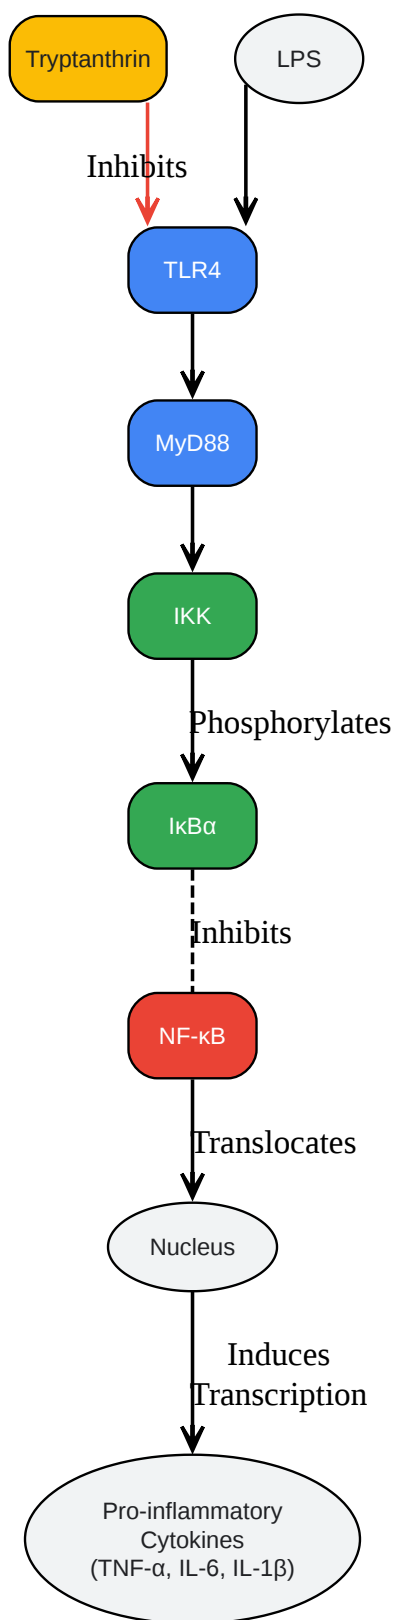 Tryptanthrin
LPS
Inhibits
TLR4
MyD88
IKK
Phosphorylates
IκBα
Inhibits
NF-κB
Translocates
Nucleus
Induces
Transcription
Pro-inflammatory
Cytokines
(TNF-α, IL-6, IL-1β)